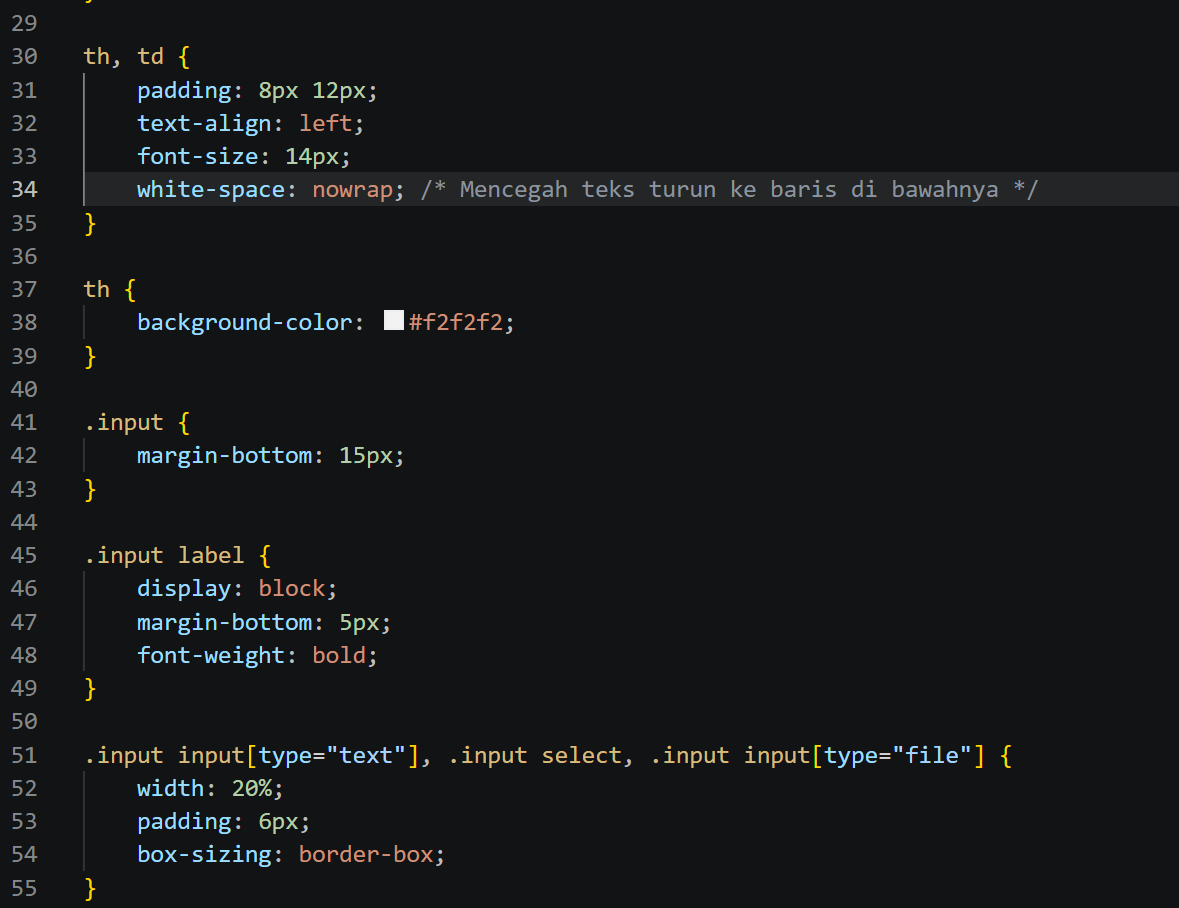 29
30 th, td {
31 padding: 8px 12px;
32 text-align: left;
33 font-size: 14px;
34 white-space: nowrap; /* Mencegah teks turun ke baris di bawahnya */
35 }
36
37 th {
38 background-color: #f2f2f2;
39 }
40
41 .input {
42 margin-bottom: 15px;
43 }
44
45 .input label {
46 display: block;
47 margin-bottom: 5px;
48 font-weight: bold;
49 }
50
51 .input input[type="text"], .input select, .input input[type="file"] {
52 width: 20%;
53 padding: 6px;
54 box-sizing: border-box;
55 }